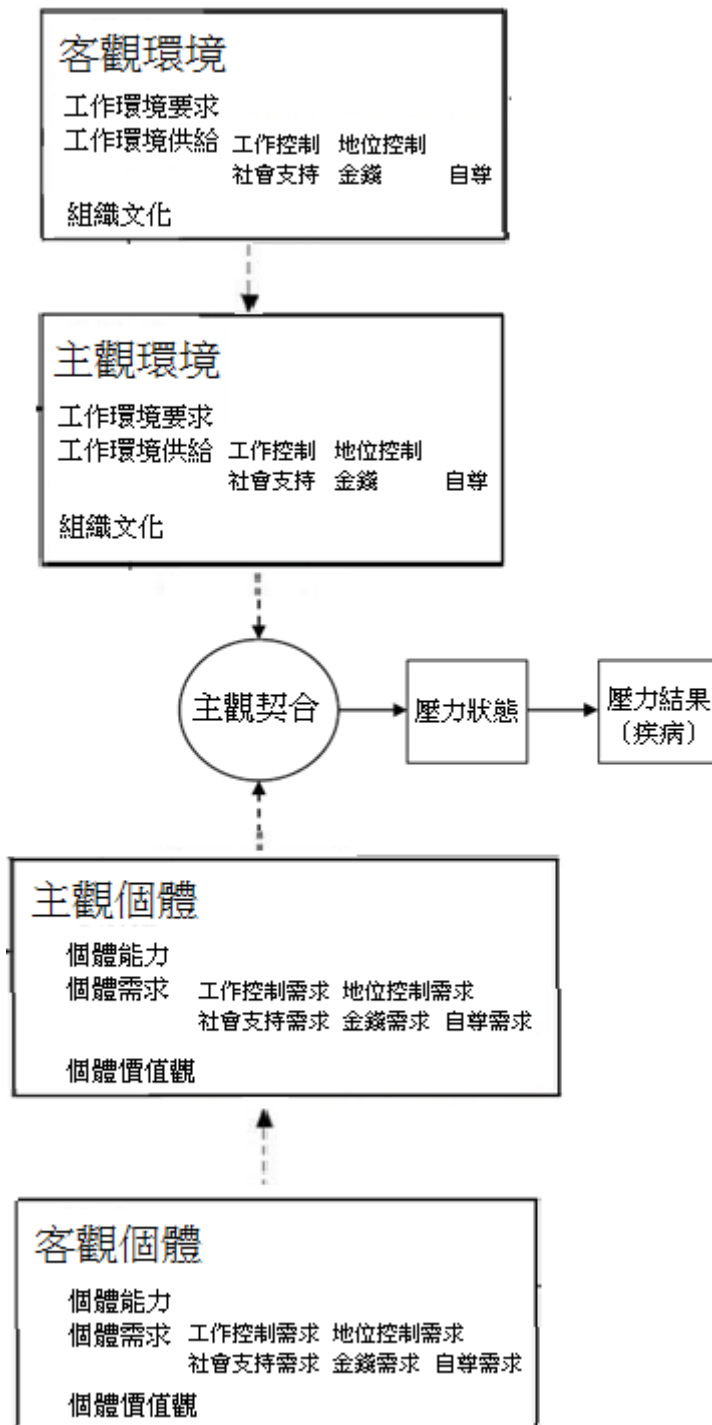 客觀環境
工作環境要求
工作環境供給 工作控制 地位控制
社會支持 金錢 自尊
組織文化
主觀環境
工作環境要求
工作環境供給 工作控制 地位控制
社會支持 金錢 自尊
組織文化
主觀契合
壓力狀態
壓力結果
（疾病）
主觀個體
個體能力
個體需求 工作控制需求 地位控制需求
社會支持需求 金錢需求 自尊需求
個體價值觀
客觀個體
個體能力
個體需求 工作控制需求 地位控制需求
社會支持需求 金錢需求 自尊需求
個體價值觀